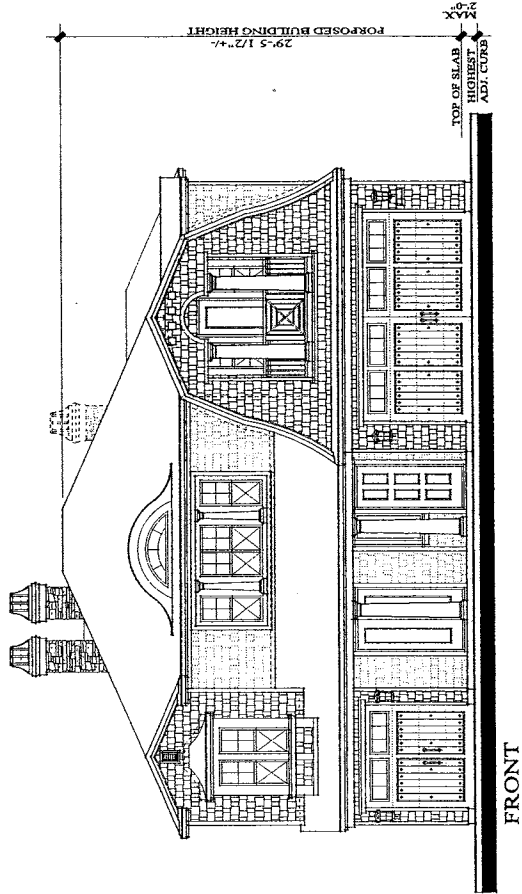 PORPOSED BUILDING HEIGHT
29'-5 1/2"+/-
TOP OF SLAB
HIGHEST
ADJ. CURB
MAX.
2'-0"
FRONT